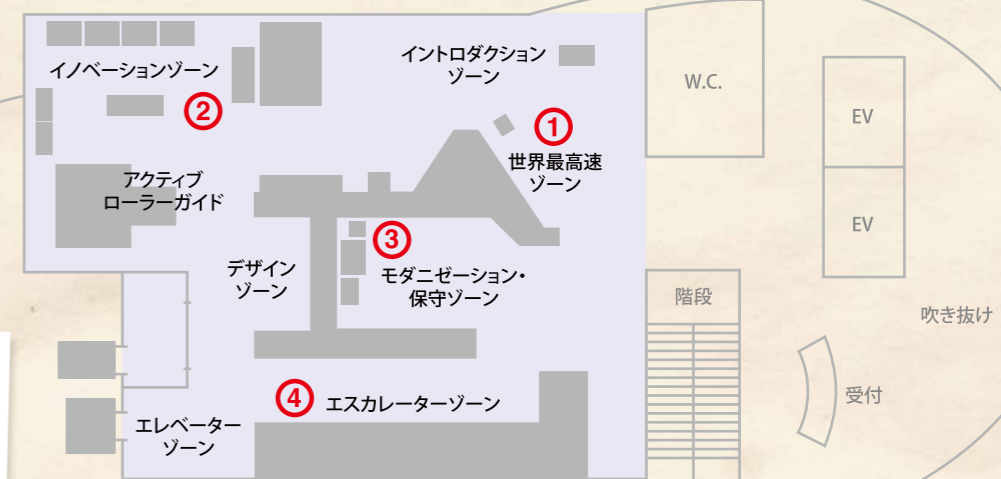 イノベーションゾーン
②
イントロダクション
ゾーン
①
世界最高速
ゾーン
W.C.
EV
EV
アクティブ
ローラーガイド
③
モダニゼーション・
保守ゾーン
デザイン
ゾーン
階段
吹き抜け
受付
④
エスカレーターゾーン
エレベーター
ゾーン